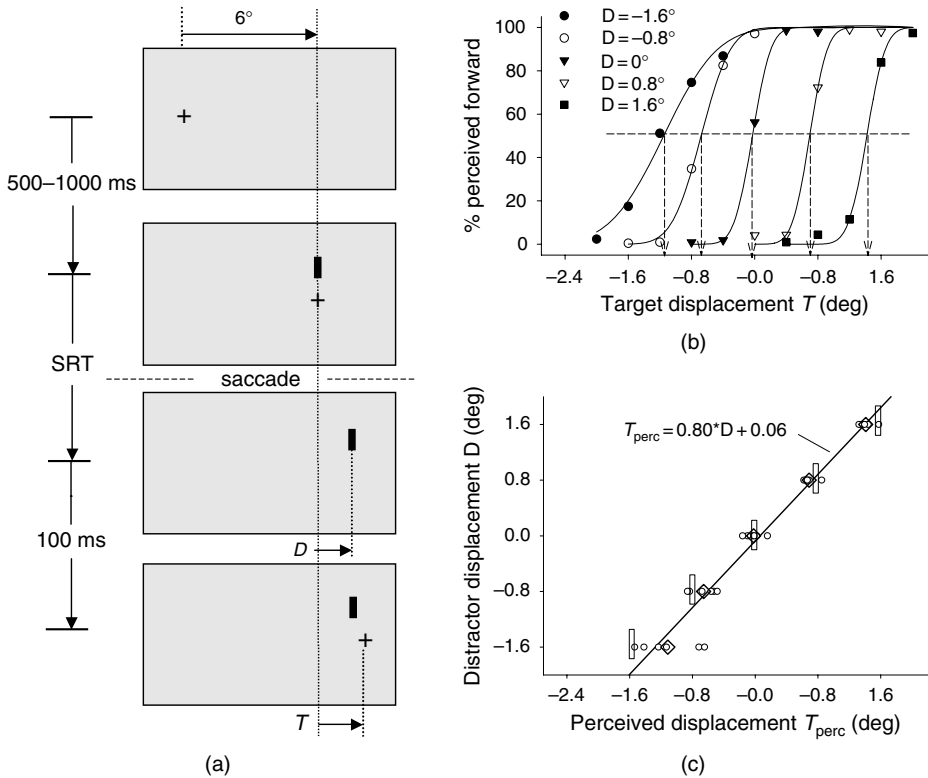 6°
500–1000 ms
SRT
saccade
100 ms
D
T
(a)
D = −1.6°
D = −0.8°
D = 0°
D = 0.8°
D = 1.6°
% perceived forward
100
80
60
40
20
0
−2.4 −1.6 −0.8 −0.0 −0.8 1.6
Target displacement T (deg)
(b)
Distractor displacement D (deg)
T_perc = 0.80*D + 0.06
1.6
0.8
0.0
−0.8
−1.6
−2.4 −1.6 −0.8 −0.0 −0.8 1.6
Perceived displacement T_perc (deg)
(c)